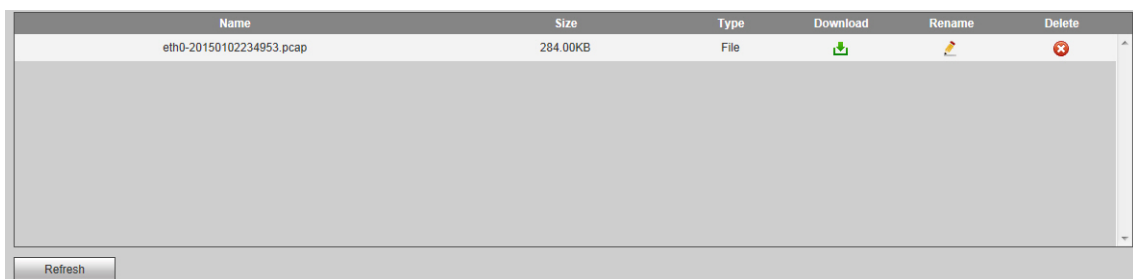 Name Size Type Download Rename Delete
eth0-20150102234953.pcap 284.00KB File
Refresh